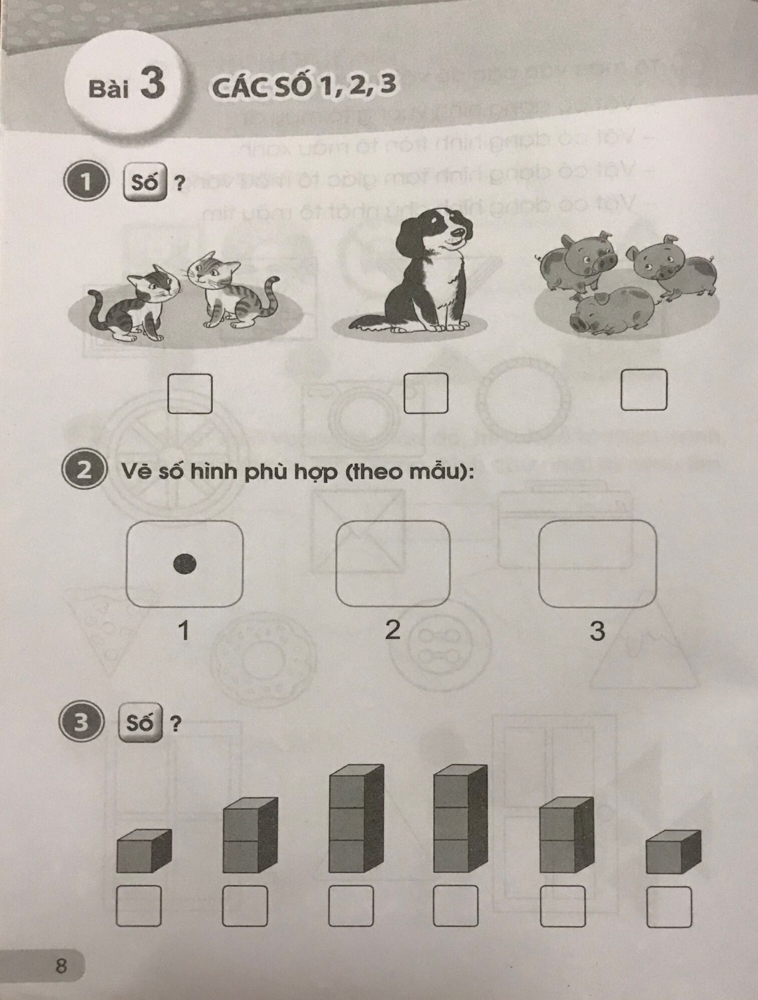 Bài 3
CÁC SỐ 1, 2, 3
1 Số ?
2 Vẽ số hình phù hợp (theo mẫu):
1 2 3
3 Số ?
8